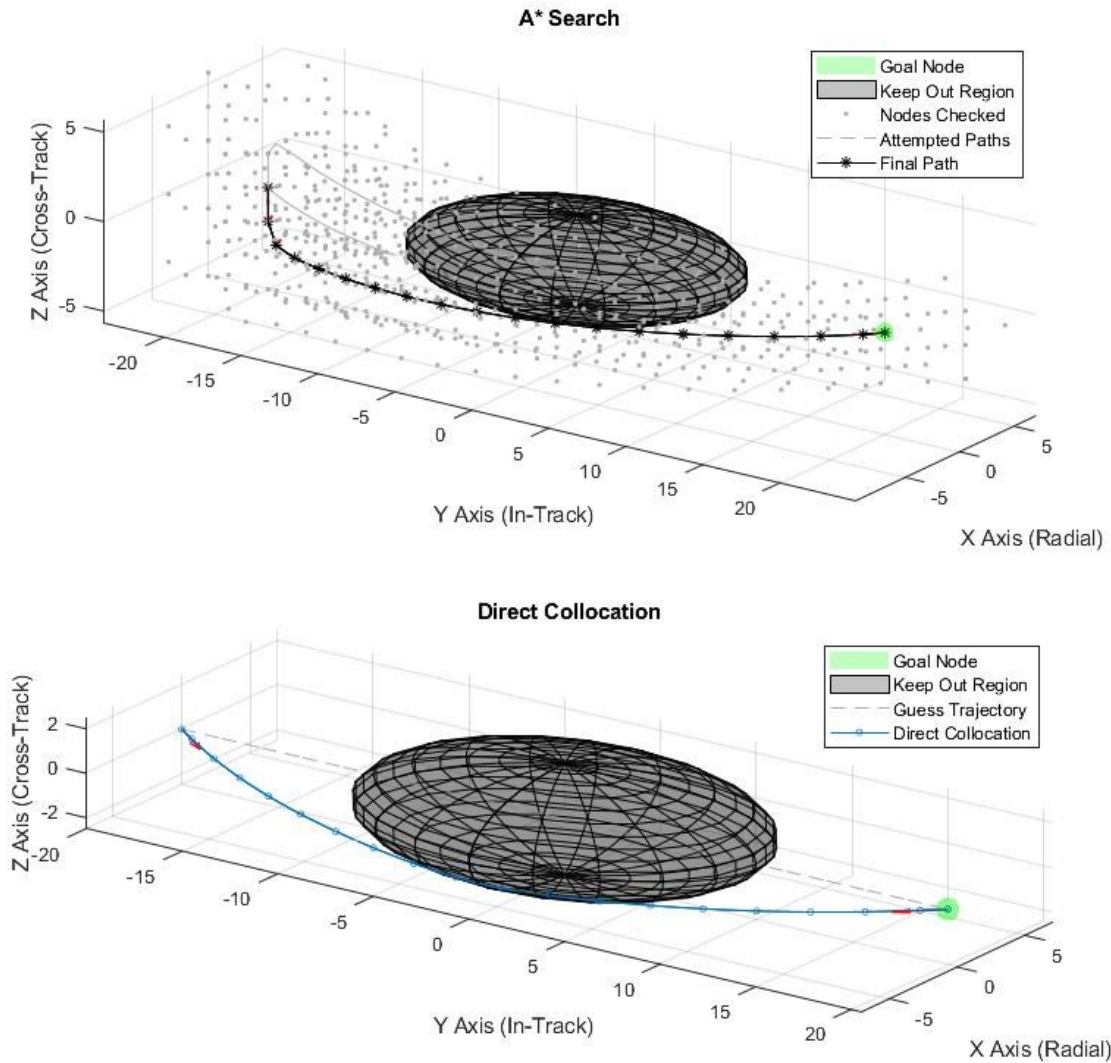 A* Search
Goal Node
Keep Out Region
Nodes Checked
Attempted Paths
Final Path
5
0
-5
Z Axis (Cross-Track)
-20
-15
-10
-5
0
5
10
15
20
Y Axis (In-Track)
5
0
-5
X Axis (Radial)
Direct Collocation
Goal Node
Keep Out Region
Guess Trajectory
Direct Collocation
2
0
-2
Z Axis (Cross-Track)
-20
-15
-10
-5
0
5
10
15
20
Y Axis (In-Track)
5
0
-5
X Axis (Radial)